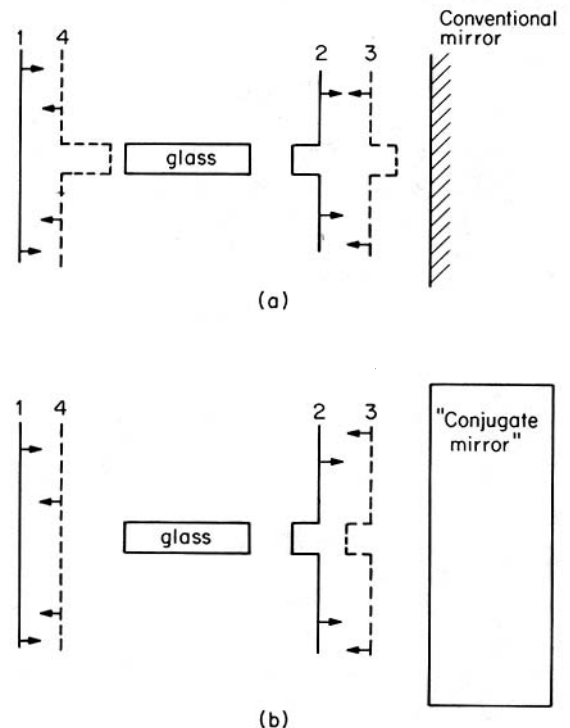 Conventional
mirror
1 4 2 3
glass
(a)
1 4 2 3
"Conjugate
mirror"
glass
(b)